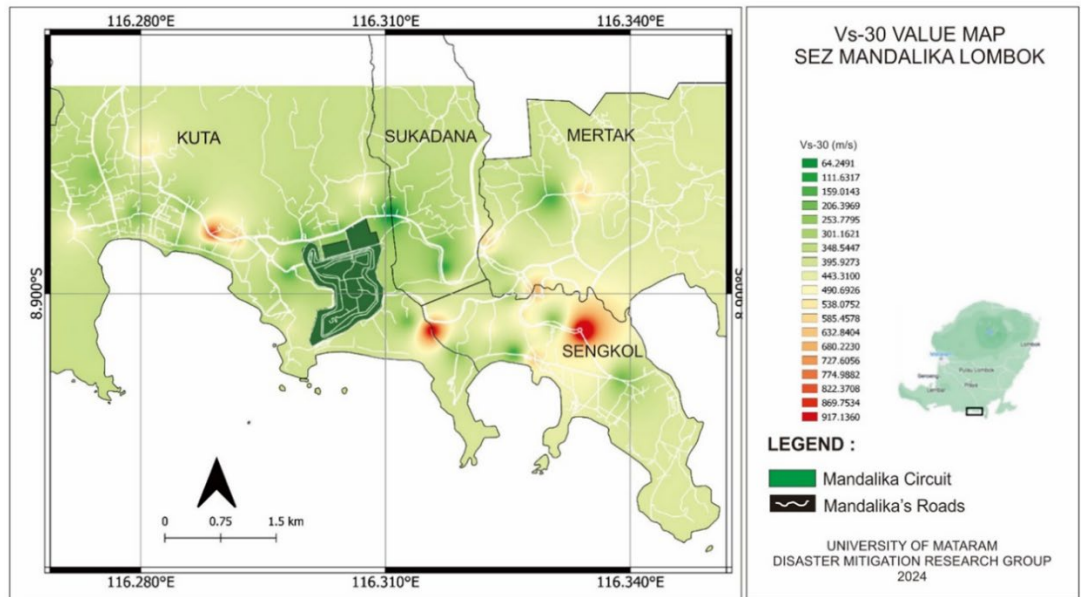 116.280°E
116.310°E
116.340°E
KUTA
SUKADANA
MERTAK
SENGKOL
8.900°S
8.900°S
0
0.75
1.5 km
116.280°E
116.310°E
116.340°E
Vs-30 VALUE MAP
SEZ MANDALIKA LOMBOK
Vs-30 (m/s)
64.2491
111.6317
159.0143
206.3969
253.7795
301.1621
348.5447
395.9273
443.3100
490.6926
538.0752
585.4578
632.8404
680.2230
727.6056
774.9882
822.3708
869.7534
917.1360
Lombok
Pulau Lombok
Praya
LEGEND :
Mandalika Circuit
Mandalika's Roads
UNIVERSITY OF MATARAM
DISASTER MITIGATION RESEARCH GROUP
2024